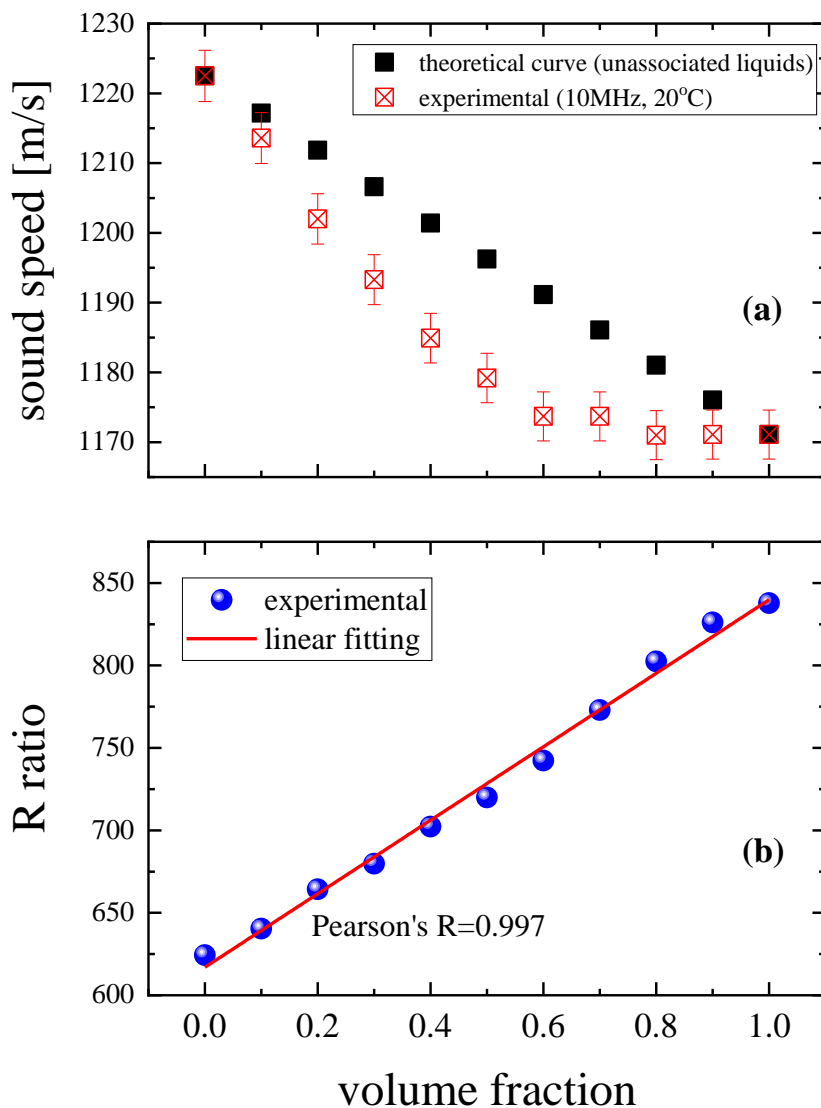 1230
1220
1210
1200
1190
1180
1170
sound speed [m/s]
theoretical curve (unassociated liquids)
experimental (10MHz, 20°C)
(a)
850
800
750
700
650
600
R ratio
experimental
linear fitting
(b)
Pearson's R=0.997
0.0 0.2 0.4 0.6 0.8 1.0
volume fraction